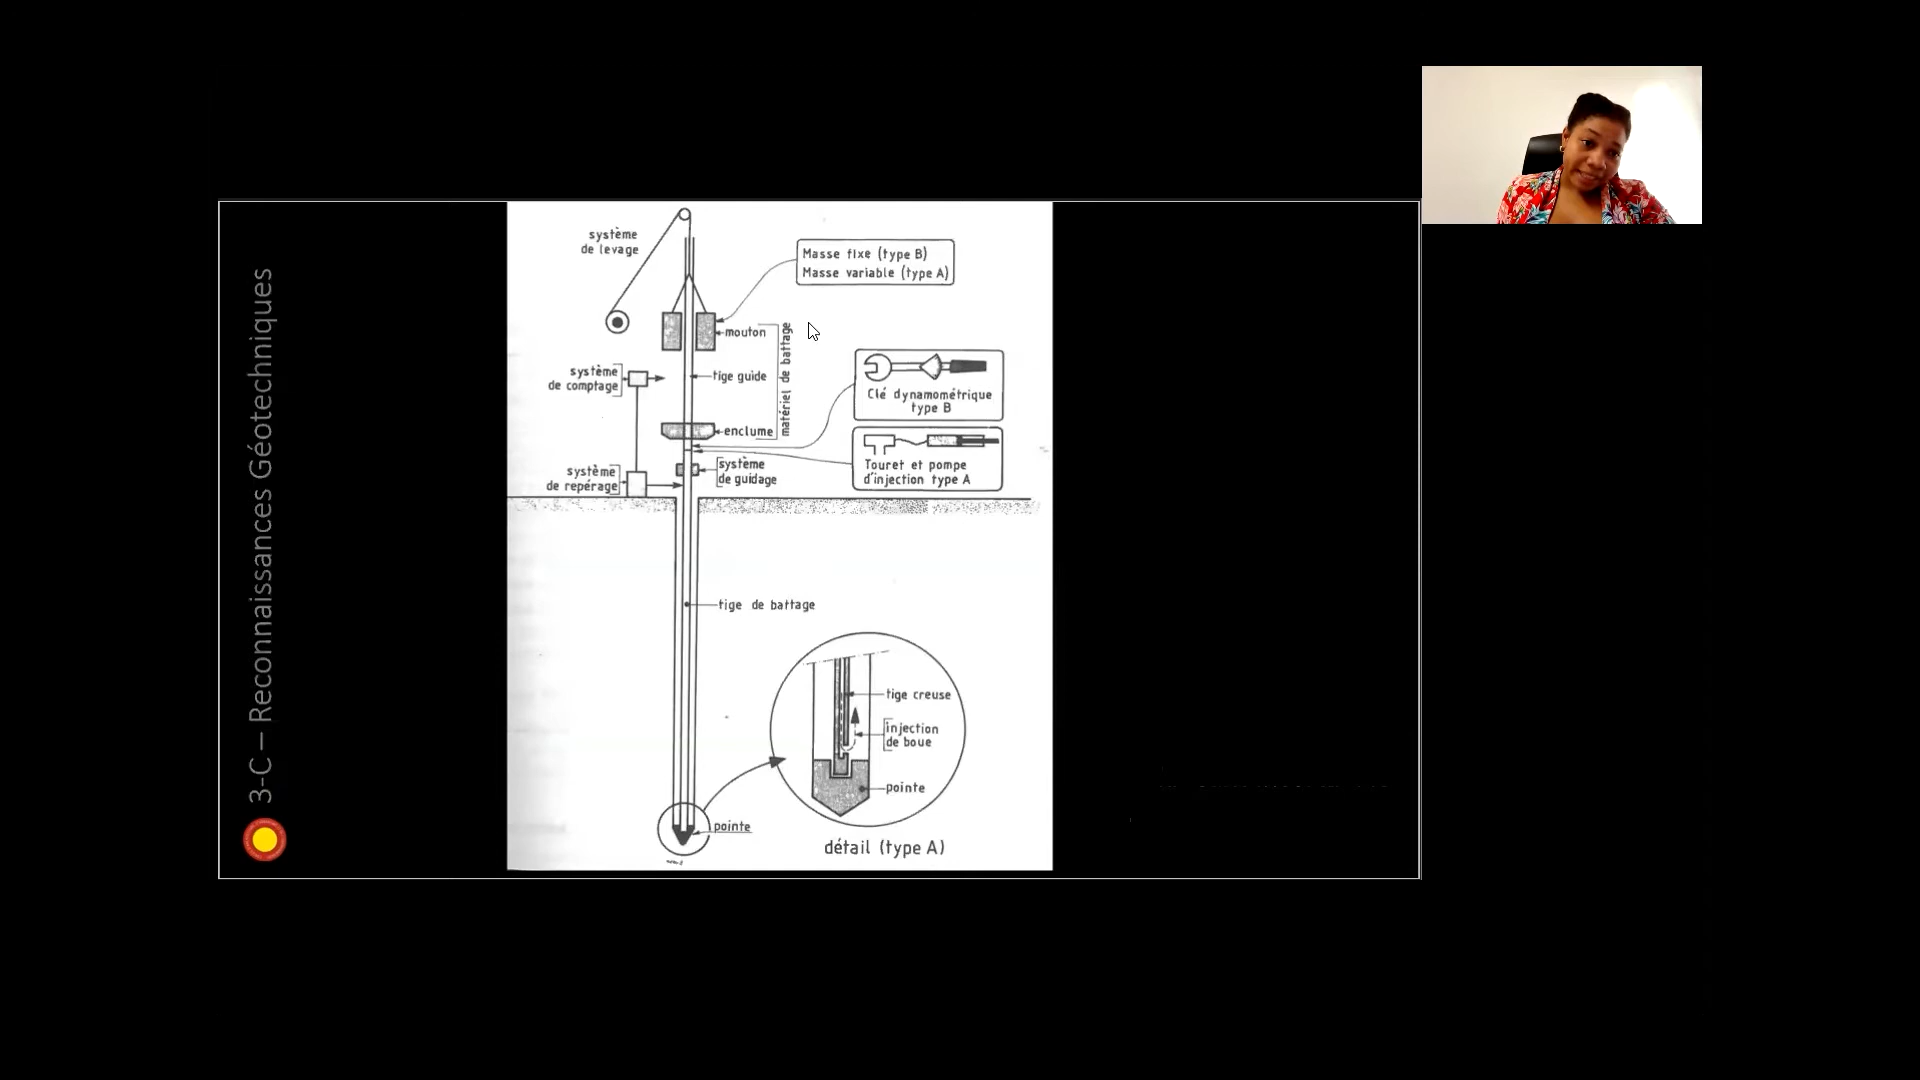 3-C – Reconnaissances Géotechniques
système
de levage
Masse fixe (type B)
Masse variable (type A)
mouton
matériel de battage
système
de comptage
tige guide
Clé dynamométrique
type B
enclume
système
de guidage
Touret et pompe
d'injection type A
système
de repérage
tige de battage
tige creuse
injection
de boue
pointe
pointe
détail (type A)